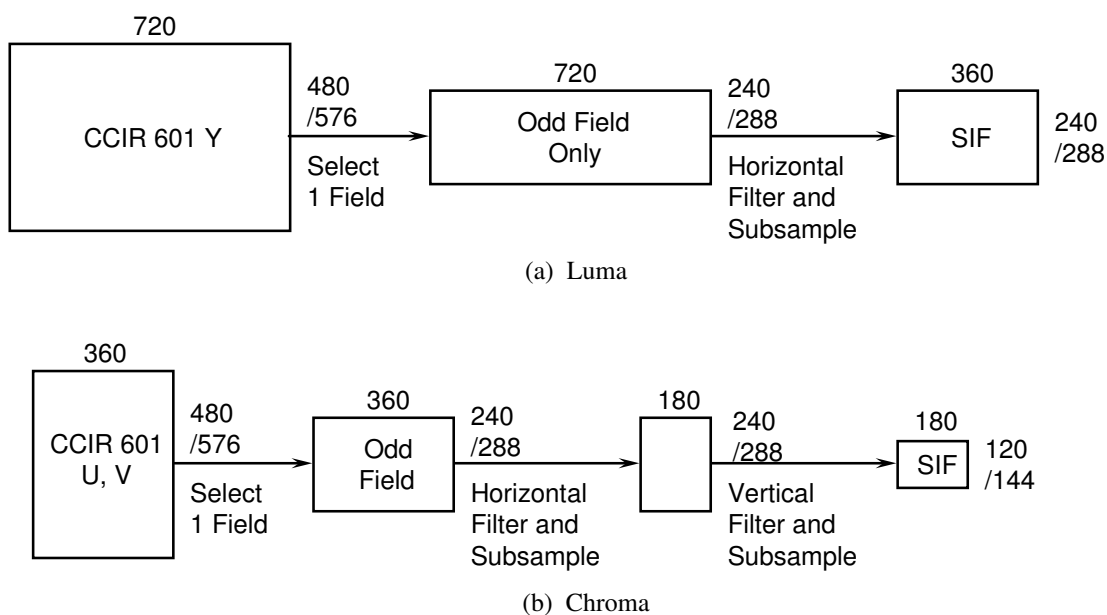 720
CCIR 601 Y
480
/576
Select
1 Field
720
Odd Field
Only
240
/288
Horizontal
Filter and
Subsample
360
SIF
240
/288
(a) Luma
360
CCIR 601
U, V
480
/576
Select
1 Field
360
Odd
Field
240
/288
Horizontal
Filter and
Subsample
180
240
/288
Vertical
Filter and
Subsample
180
SIF
120
/144
(b) Chroma